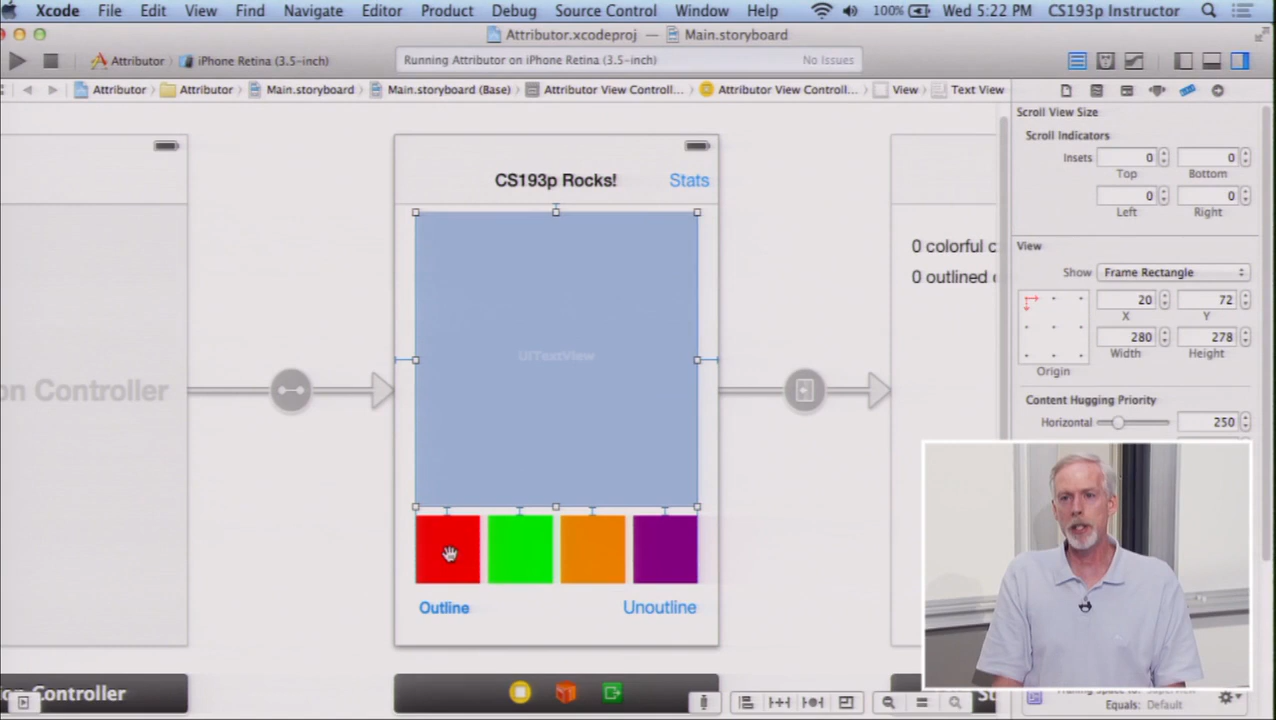 Xcode File Edit View Find Navigate Editor Product Debug Source Control Window Help 100% Wed 5:22 PM CS193p Instructor
Attributor.xcodeproj — Main.storyboard
Attributor iPhone Retina (3.5-inch) Running Attributor on iPhone Retina (3.5-inch) No Issues
Attributor Attributor Main.storyboard Main.storyboard (Base) Attributor View Controll... Attributor View Controll... View Text View
CS193p Rocks! Stats
UITextView
Outline Unoutline
on Controller
on Controller
0 colorful c
0 outlined
Scroll View Size
Scroll Indicators
Insets 0 0
Top Bottom
0 0
Left Right
View
Show Frame Rectangle
20 72
X Y
280 278
Width Height
Origin
Content Hugging Priority
Horizontal 250
Equals: Default